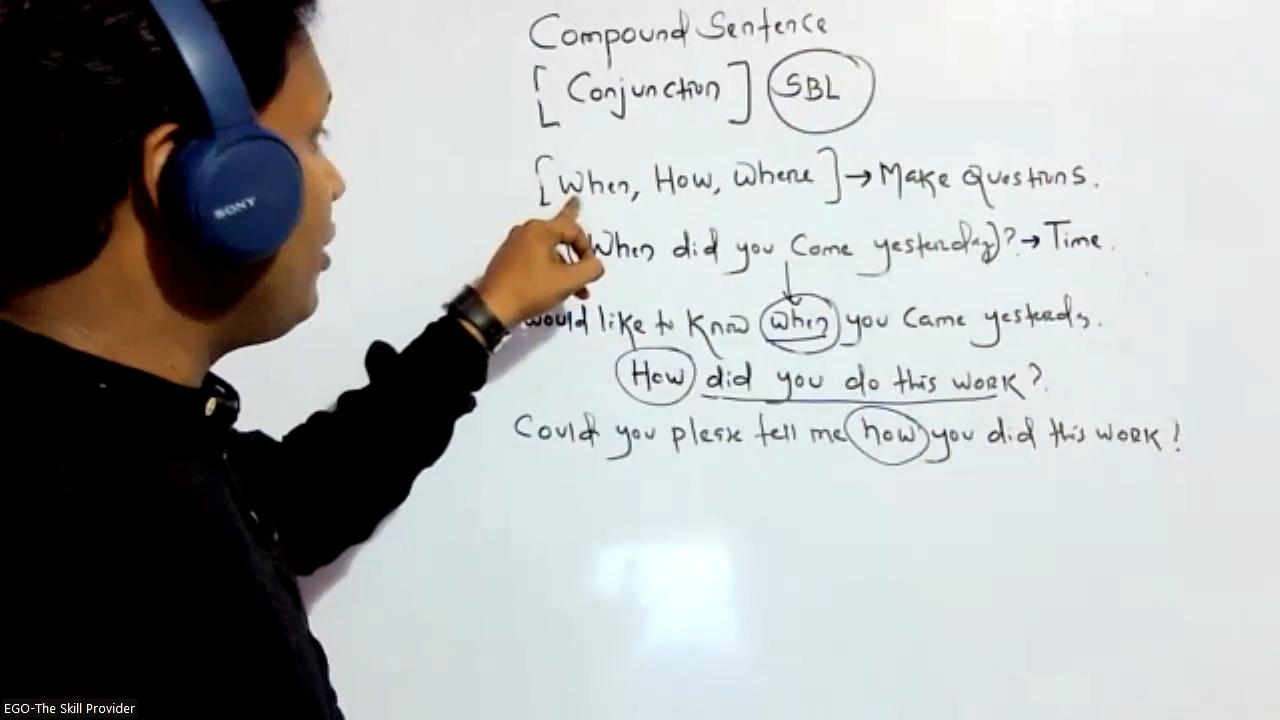 Compound Sentence
[Conjunction] SBL
[When, How, Where] → Make Questions.
When did you Come yesterday)? → Time.
would like to Know when you Came yesterdy.
How did you do this work?
Could you please tell me how you did this work!
SONY
EGO-The Skill Provider